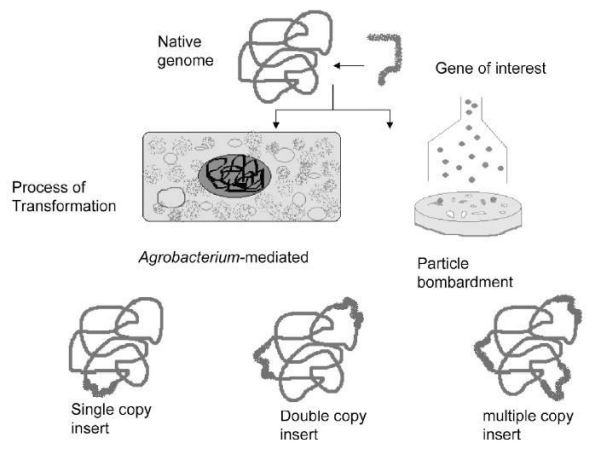 Native
genome
Gene of interest
Process of
Transformation
Agrobacterium-mediated
Particle
bombardment
Single copy
insert
Double copy
insert
multiple copy
insert